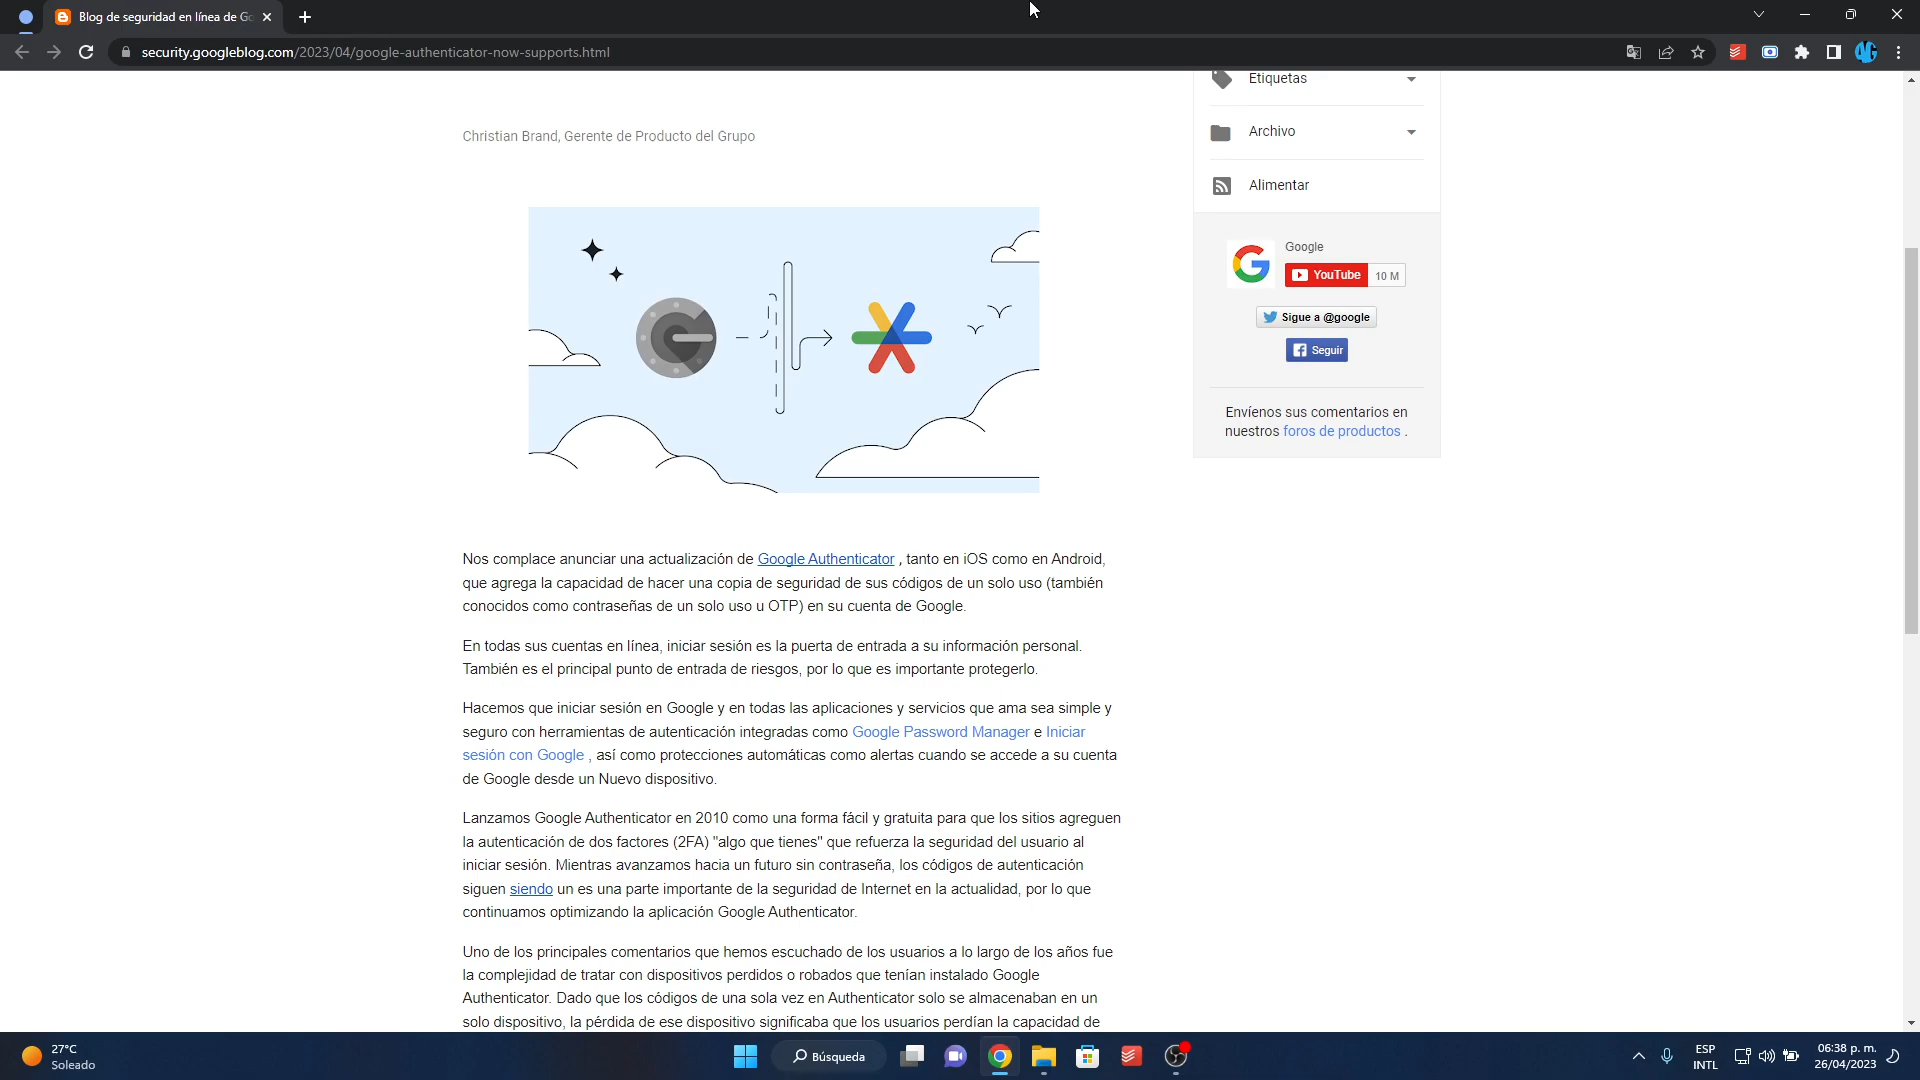 Blog de seguridad en línea de Go
security.googleblog.com/2023/04/google-authenticator-now-supports.html
Etiquetas
Christian Brand, Gerente de Producto del Grupo
Archivo
Alimentar
Google
YouTube 10 M
Sigue a @google
Seguir
Envíenos sus comentarios en
nuestros foros de productos .
Nos complace anunciar una actualización de Google Authenticator , tanto en iOS como en Android,
que agrega la capacidad de hacer una copia de seguridad de sus códigos de un solo uso (también
conocidos como contraseñas de un solo uso u OTP) en su cuenta de Google.
En todas sus cuentas en línea, iniciar sesión es la puerta de entrada a su información personal.
También es el principal punto de entrada de riesgos, por lo que es importante protegerlo.
Hacemos que iniciar sesión en Google y en todas las aplicaciones y servicios que ama sea simple y
seguro con herramientas de autenticación integradas como Google Password Manager e Iniciar
sesión con Google , así como protecciones automáticas como alertas cuando se accede a su cuenta
de Google desde un Nuevo dispositivo.
Lanzamos Google Authenticator en 2010 como una forma fácil y gratuita para que los sitios agreguen
la autenticación de dos factores (2FA) "algo que tienes" que refuerza la seguridad del usuario al
iniciar sesión. Mientras avanzamos hacia un futuro sin contraseña, los códigos de autenticación
siguen siendo un es una parte importante de la seguridad de Internet en la actualidad, por lo que
continuamos optimizando la aplicación Google Authenticator.
Uno de los principales comentarios que hemos escuchado de los usuarios a lo largo de los años fue
la complejidad de tratar con dispositivos perdidos o robados que tenían instalado Google
Authenticator. Dado que los códigos de una sola vez en Authenticator solo se almacenaban en un
solo dispositivo, la pérdida de ese dispositivo significaba que los usuarios perdían la capacidad de
27°C
Soleado
Búsqueda
ESP
INTL
06:38 p. m.
26/04/2023